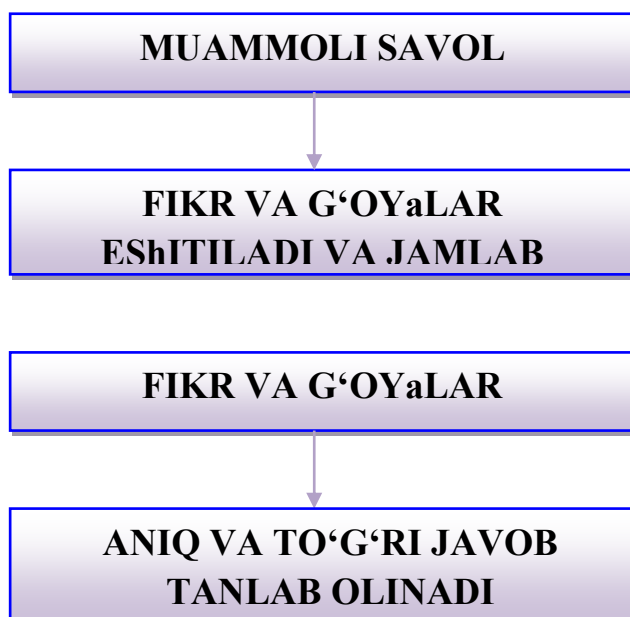 MUAMMOLI SAVOL
FIKR VA G‘OYaLAR
EShITILADI VA JAMLAB
FIKR VA G‘OYaLAR
ANIQ VA TO‘G‘RI JAVOB
TANLAB OLINADI